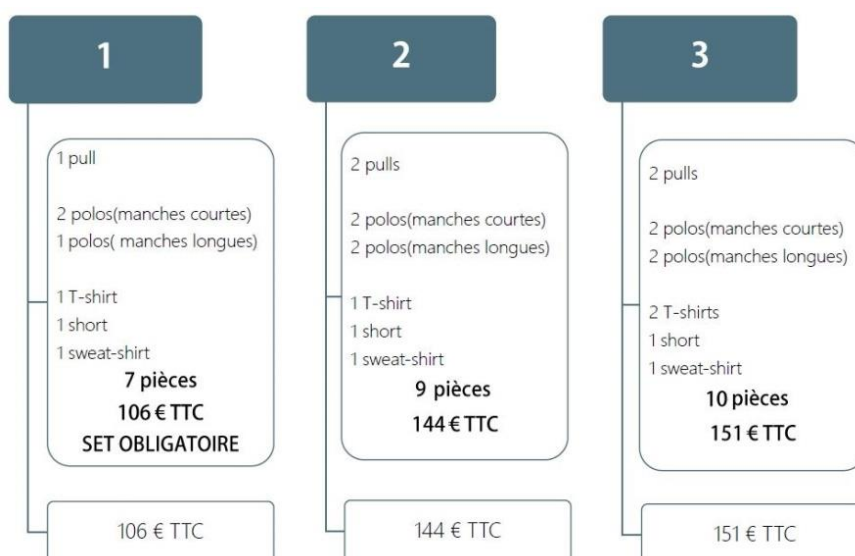 1
1 pull
2 polos(manches courtes)
1 polos( manches longues)
1 T-shirt
1 short
1 sweat-shirt
7 pièces
106 € TTC
SET OBLIGATOIRE
106 € TTC
2
2 pulls
2 polos(manches courtes)
2 polos(manches longues)
1 T-shirt
1 short
1 sweat-shirt
9 pièces
144 € TTC
144 € TTC
3
2 pulls
2 polos(manches courtes)
2 polos(manches longues)
2 T-shirts
1 short
1 sweat-shirt
10 pièces
151 € TTC
151 € TTC